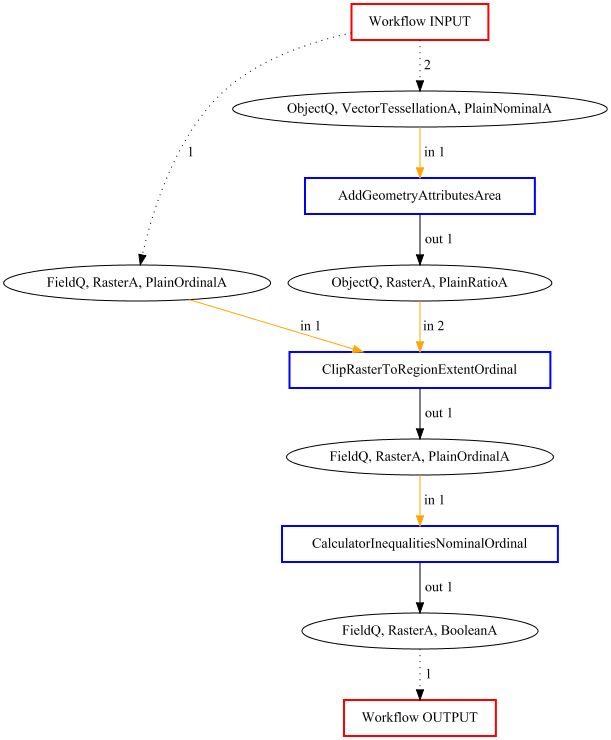 Workflow INPUT
2
ObjectQ, VectorTessellationA, PlainNominalA
1
in 1
AddGeometryAttributesArea
out 1
FieldQ, RasterA, PlainOrdinalA
ObjectQ, RasterA, PlainRatioA
in 1
in 2
ClipRasterToRegionExtentOrdinal
out 1
FieldQ, RasterA, PlainOrdinalA
in 1
CalculatorInequalitiesNominalOrdinal
out 1
FieldQ, RasterA, BooleanA
1
Workflow OUTPUT